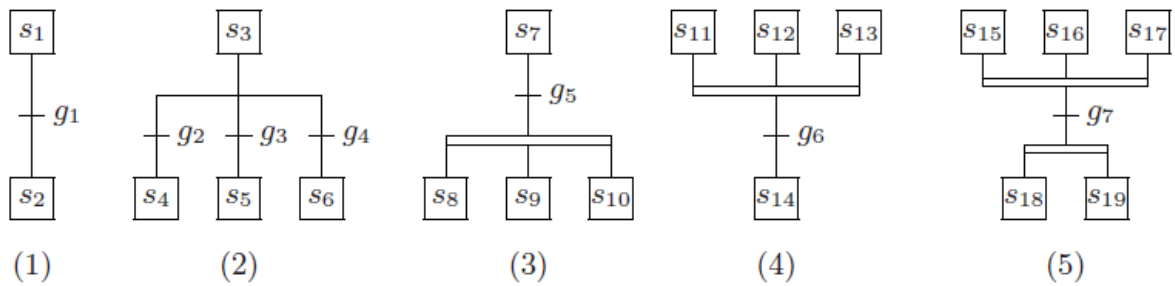 s₁ s₃ s₇ s₁₁ s₁₂ s₁₃ s₁₅ s₁₆ s₁₇
g₅
g₁ g₂ g₃ g₄ g₆ g₇
s₂ s₄ s₅ s₆ s₈ s₉ s₁₀ s₁₄ s₁₈ s₁₉
(1) (2) (3) (4) (5)